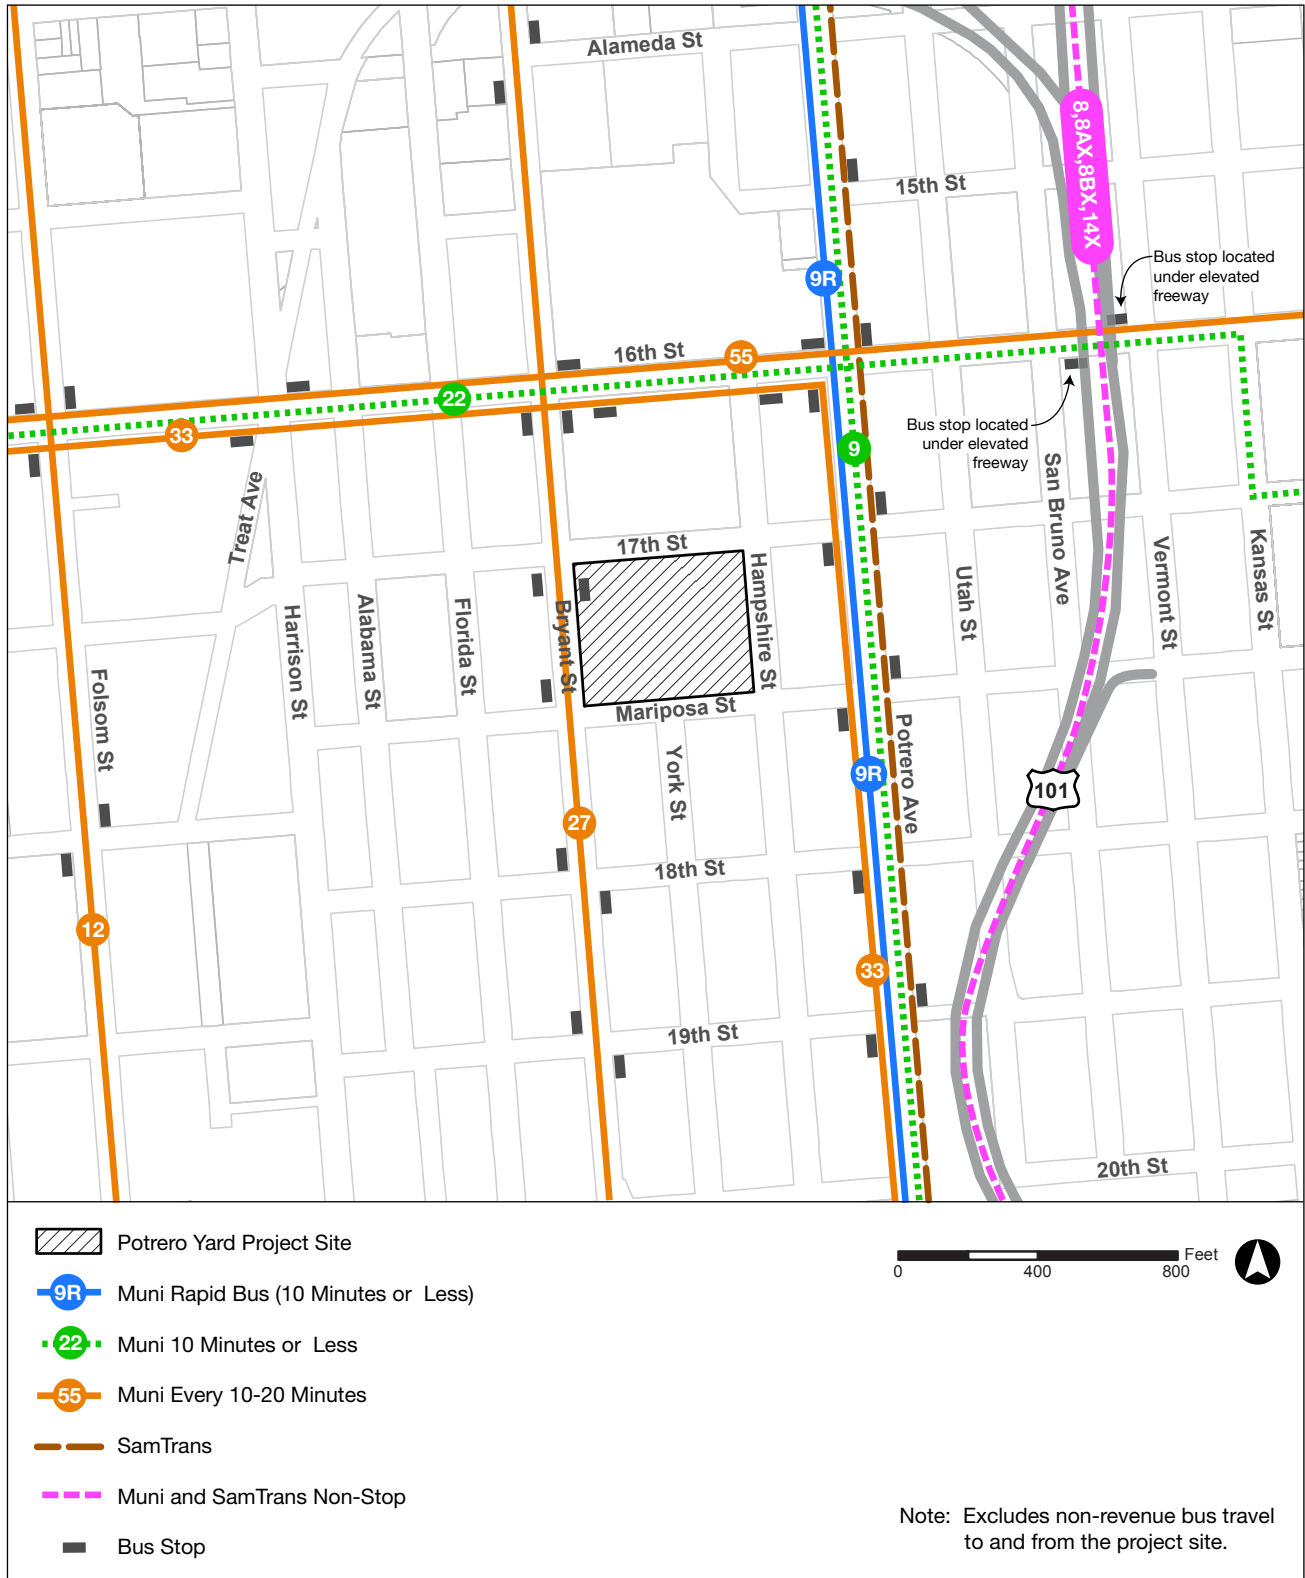 Alameda St
8,8AX,8BX,14X
15th St
9R
Bus stop located
under elevated
freeway
16th St
55
22
33
9
Bus stop located
under elevated
freeway
Treat Ave
San Bruno Ave
Vermont St
Kansas St
17th St
Hampshire St
Utah St
Harrison St
Alabama St
Florida St
Bryant St
Folsom St
Mariposa St
York St
Potrero Ave
9R
101
27
18th St
12
33
19th St
20th St
Potrero Yard Project Site
9R
Muni Rapid Bus (10 Minutes or Less)
22
Muni 10 Minutes or Less
55
Muni Every 10-20 Minutes
SamTrans
Muni and SamTrans Non-Stop
Bus Stop
Feet
0 400 800
Note: Excludes non-revenue bus travel
to and from the project site.